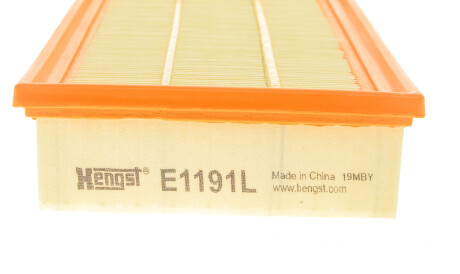 Hengst® E1191L
Made in China 19MBY
www.hengst.com